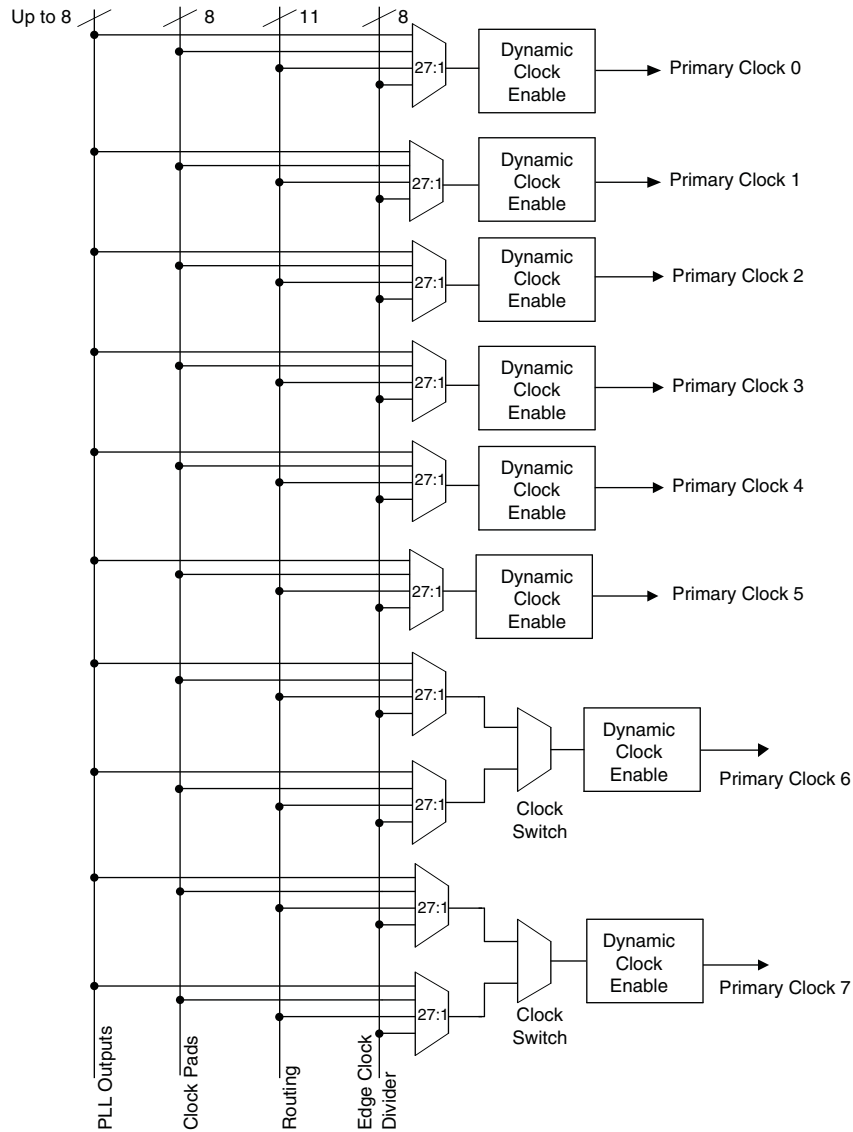 Up to 8
8
11
8
27:1
Dynamic
Clock
Enable
Primary Clock 0
27:1
Dynamic
Clock
Enable
Primary Clock 1
27:1
Dynamic
Clock
Enable
Primary Clock 2
27:1
Dynamic
Clock
Enable
Primary Clock 3
27:1
Dynamic
Clock
Enable
Primary Clock 4
27:1
Dynamic
Clock
Enable
Primary Clock 5
27:1
27:1
Clock
Switch
Dynamic
Clock
Enable
Primary Clock 6
27:1
27:1
Clock
Switch
Dynamic
Clock
Enable
Primary Clock 7
PLL Outputs
Clock Pads
Routing
Edge Clock
Divider